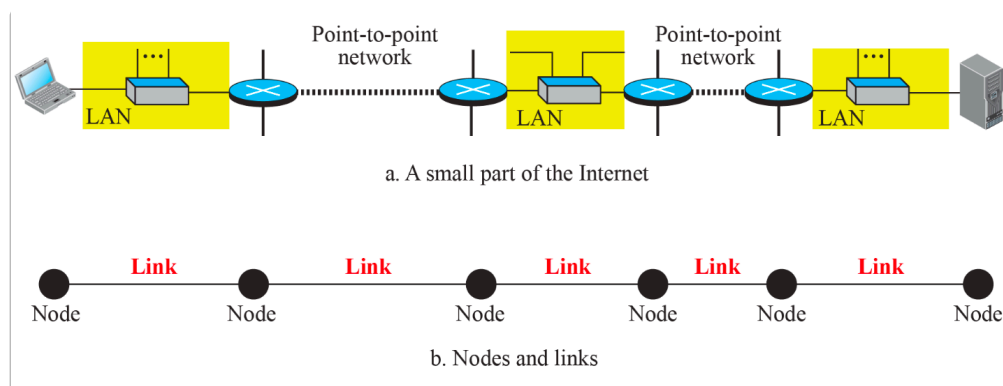 Point-to-point
network
Point-to-point
network
LAN
LAN
LAN
a. A small part of the Internet
Link
Link
Link
Link
Link
Node
Node
Node
Node
Node
Node
b. Nodes and links